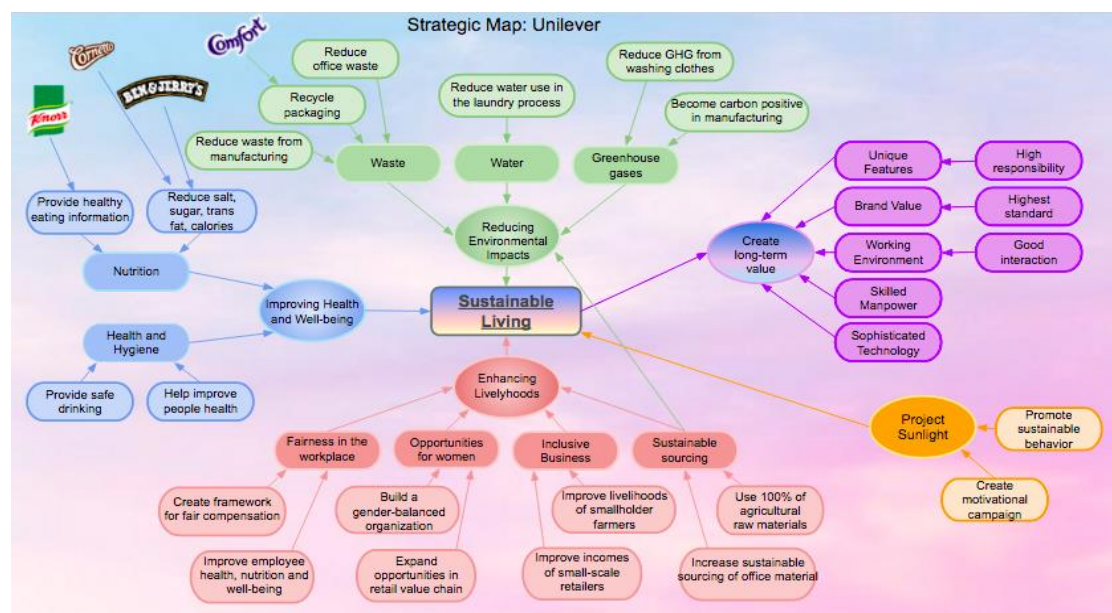 Strategic Map: Unilever
Comfort
Cornetto
BEN & JERRY'S
Knorr
Reduce
office waste
Recycle
packaging
Reduce waste from
manufacturing
Waste
Reduce water use in
the laundry process
Water
Reduce GHG from
washing clothes
Become carbon positive
in manufacturing
Greenhouse
gases
Reducing
Environmental
Impacts
Provide healthy
eating information
Reduce salt,
sugar, trans
fat, calories
Nutrition
Improving Health
and Well-being
Health and
Hygiene
Provide safe
drinking
Help improve
people health
Sustainable
Living
Create
long-term
value
Unique
Features
High
responsibility
Brand Value
Highest
standard
Working
Environment
Good
interaction
Skilled
Manpower
Sophisticated
Technology
Enhancing
Livelyhoods
Fairness in the
workplace
Opportunities
for women
Inclusive
Business
Sustainable
sourcing
Create framework
for fair compensation
Build a
gender-balanced
organization
Improve livelihoods
of smallholder
farmers
Use 100% of
agricultural
raw materials
Improve employee
health, nutrition and
well-being
Expand
opportunities in
retail value chain
Improve incomes
of small-scale
retailers
Increase sustainable
sourcing of office material
Project
Sunlight
Promote
sustainable
behavior
Create
motivational
campaign